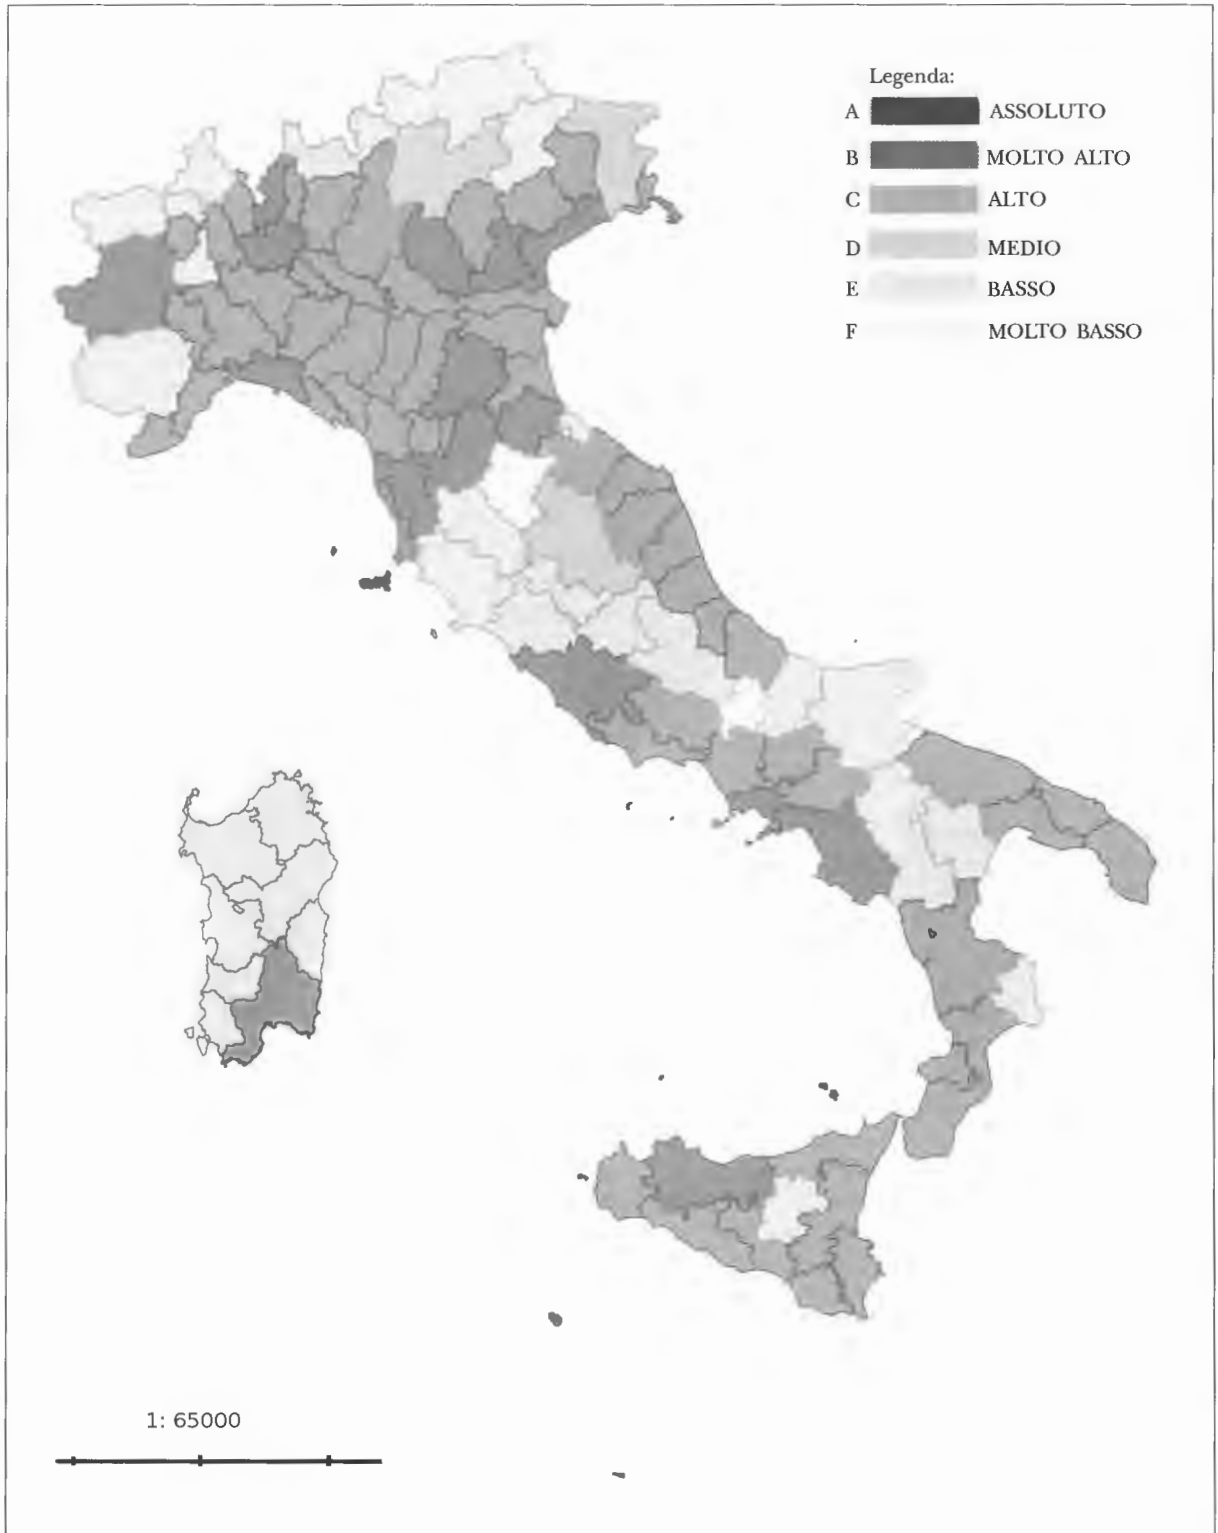 Legenda:
A ASSOLUTO
B MOLTO ALTO
C ALTO
D MEDIO
E BASSO
F MOLTO BASSO
1: 65000